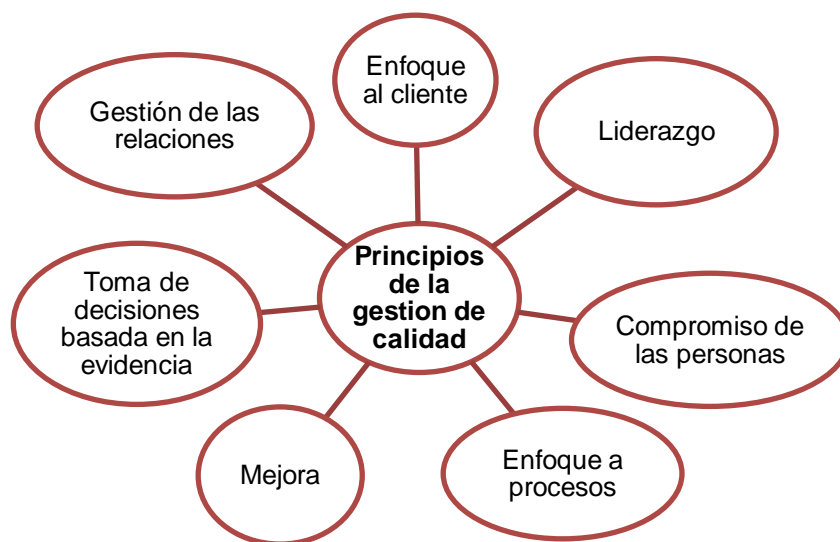 Enfoque
al cliente
Liderazgo
Compromiso de
las personas
Enfoque a
procesos
Mejora
Toma de
decisiones
basada en la
evidencia
Gestión de las
relaciones
Principios
de la
gestion de
calidad